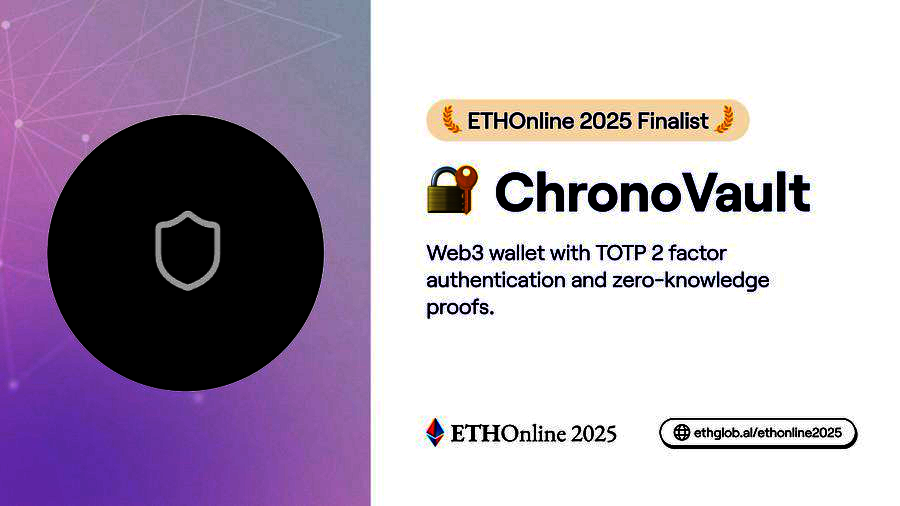 ETHOnline 2025 Finalist
ChronoVault
Web3 wallet with TOTP 2 factor
authentication and zero-knowledge
proofs.
ETHOnline 2025
ethglob.al/ethonline2025